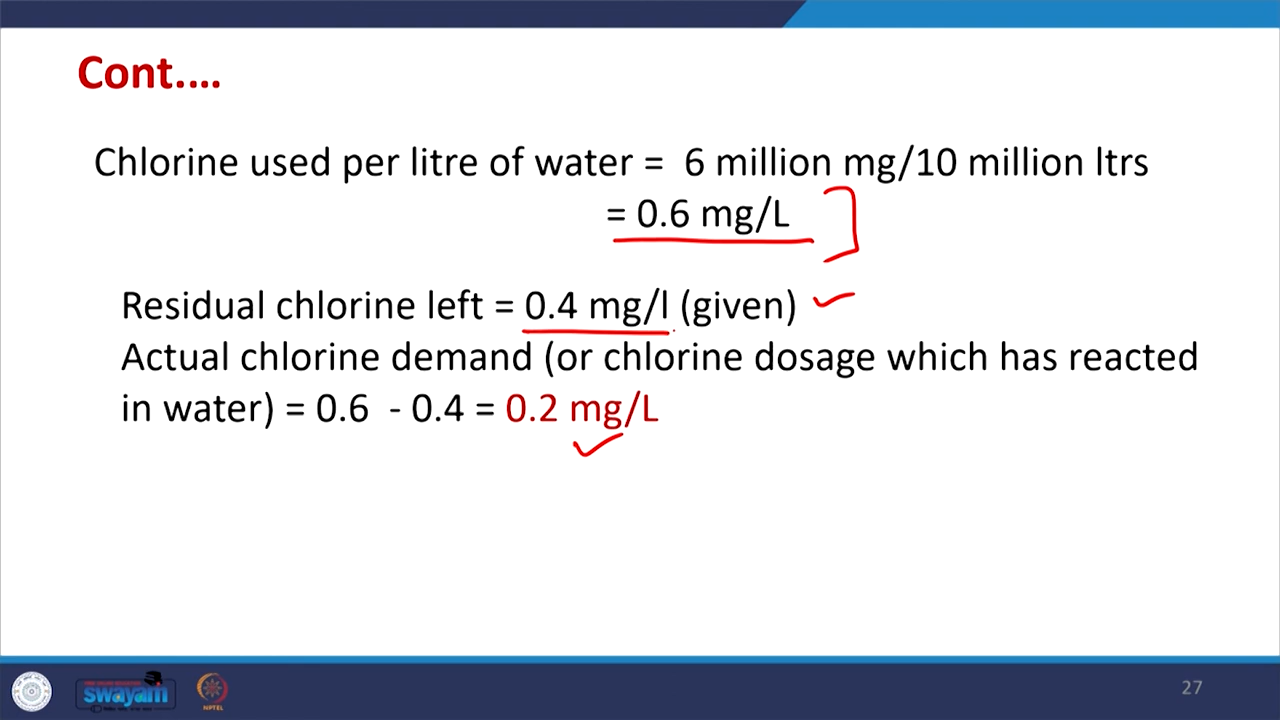 Cont.…
Chlorine used per litre of water = 6 million mg/10 million ltrs
= 0.6 mg/L
Residual chlorine left = 0.4 mg/l (given)
Actual chlorine demand (or chlorine dosage which has reacted
in water) = 0.6 - 0.4 = 0.2 mg/L
swayam
NPTEL
27